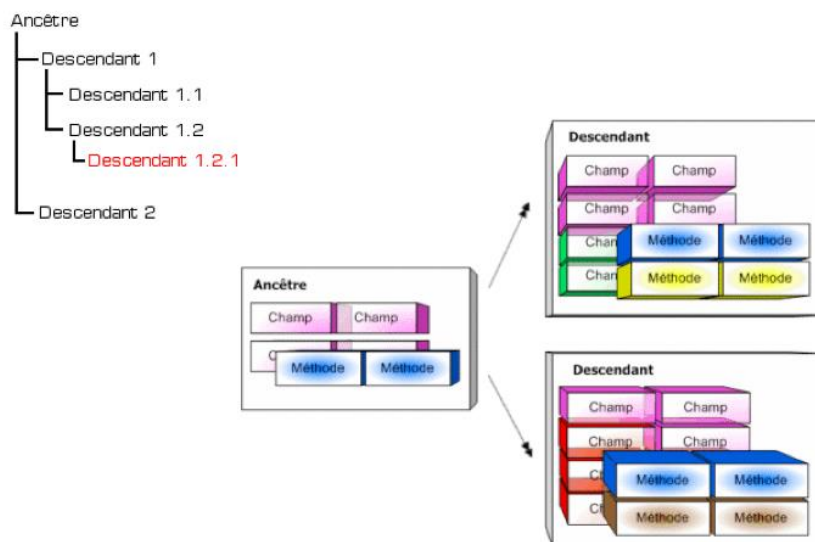 Ancêtre
Descendant 1
Descendant 1.1
Descendant 1.2
Descendant 1.2.1
Descendant 2
Ancêtre
Champ Champ
Méthode Méthode
Descendant
Champ Champ
Champ Champ
Méthode Méthode
Méthode Méthode
Descendant
Champ Champ
Champ Champ
Méthode Méthode
Méthode Méthode